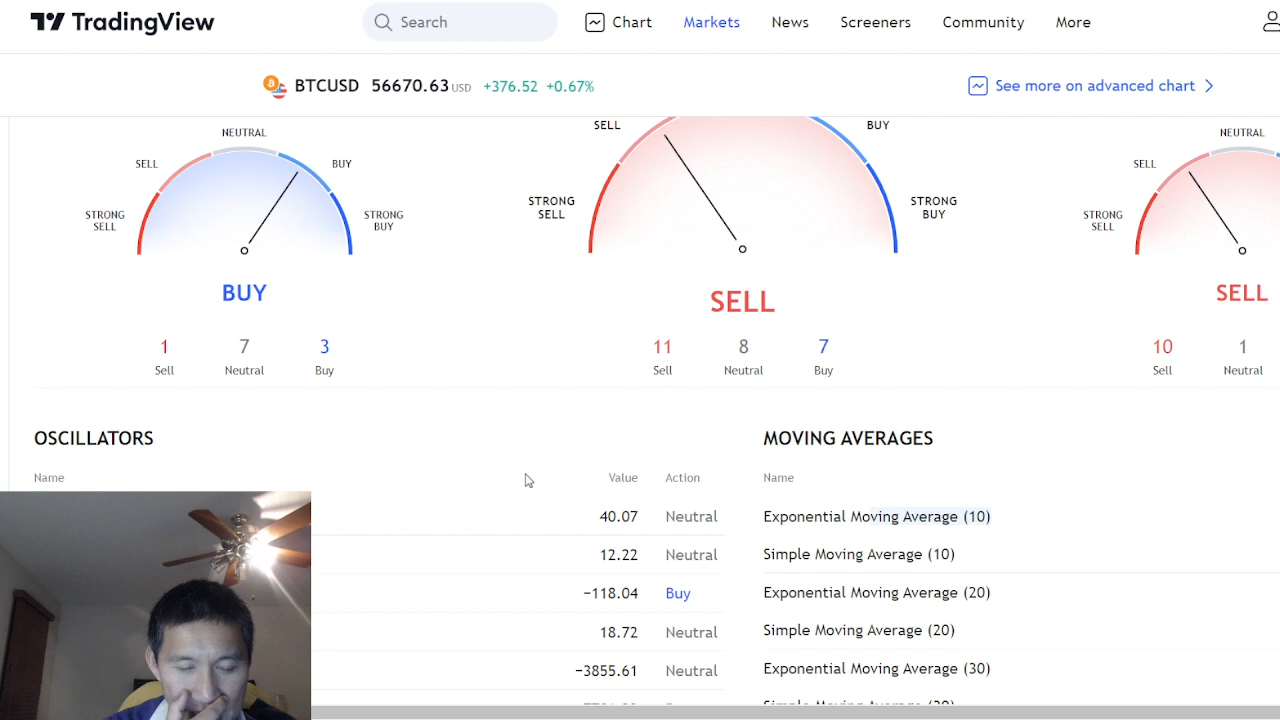 TradingView
Search
Chart
Markets
News
Screeners
Community
More
BTCUSD 56670.63 USD +376.52 +0.67%
See more on advanced chart
NEUTRAL
SELL
BUY
STRONG
SELL
STRONG
BUY
BUY
1 7 3
Sell Neutral Buy
SELL
BUY
STRONG
SELL
STRONG
BUY
SELL
11 8 7
Sell Neutral Buy
NEUTRAL
SELL
STRONG
SELL
SELL
10 1
Sell Neutral
OSCILLATORS
Name Value Action
40.07 Neutral
12.22 Neutral
−118.04 Buy
18.72 Neutral
−3855.61 Neutral
MOVING AVERAGES
Name
Exponential Moving Average (10)
Simple Moving Average (10)
Exponential Moving Average (20)
Simple Moving Average (20)
Exponential Moving Average (30)